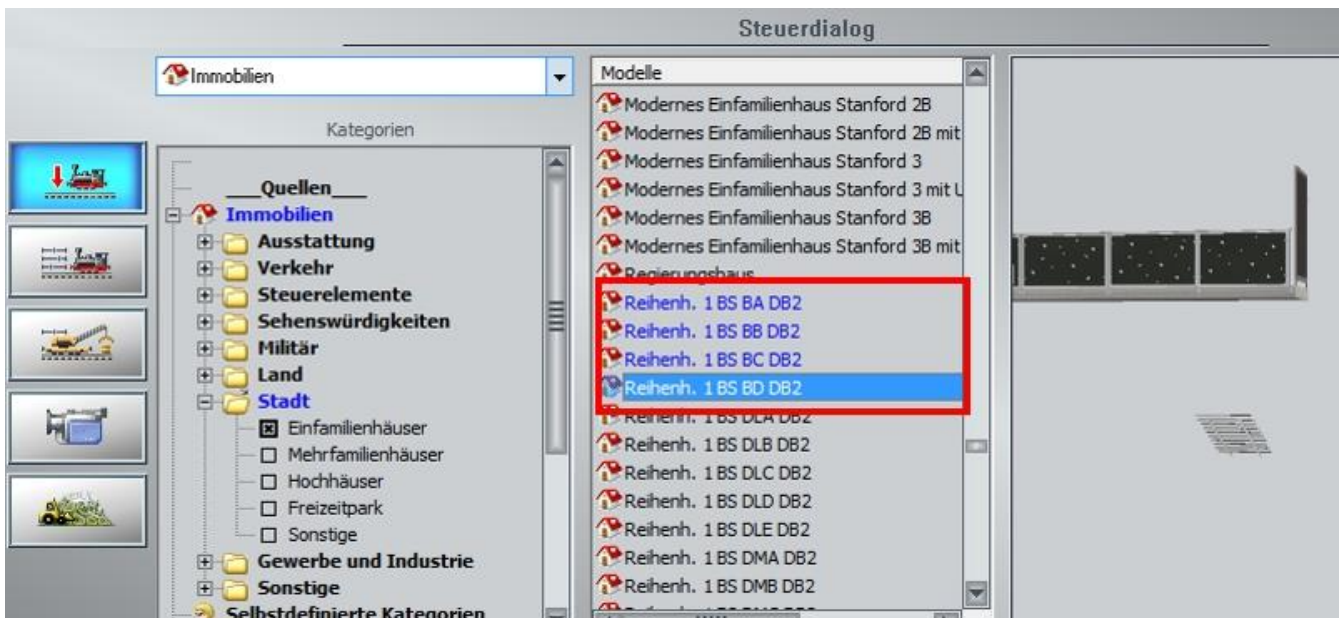 Steuerdialog
Immobilien
Kategorien
___Quellen___
Immobilien
Ausstattung
Verkehr
Steuerelemente
Sehenswürdigkeiten
Militär
Land
Stadt
Einfamilienhäuser
Mehrfamilienhäuser
Hochhäuser
Freizeitpark
Sonstige
Gewerbe und Industrie
Sonstige
Selbstdefinierte Kategorien
Modelle
Modernes Einfamilienhaus Stanford 2B
Modernes Einfamilienhaus Stanford 2B mit
Modernes Einfamilienhaus Stanford 3
Modernes Einfamilienhaus Stanford 3 mit U
Modernes Einfamilienhaus Stanford 3B
Modernes Einfamilienhaus Stanford 3B mit
Regierungshaus
Reihenh. 1 BS BA DB2
Reihenh. 1 BS BB DB2
Reihenh. 1 BS BC DB2
Reihenh. 1 BS BD DB2
Reihenh. 1 BS DLA DB2
Reihenh. 1 BS DLB DB2
Reihenh. 1 BS DLC DB2
Reihenh. 1 BS DLD DB2
Reihenh. 1 BS DLE DB2
Reihenh. 1 BS DMA DB2
Reihenh. 1 BS DMB DB2